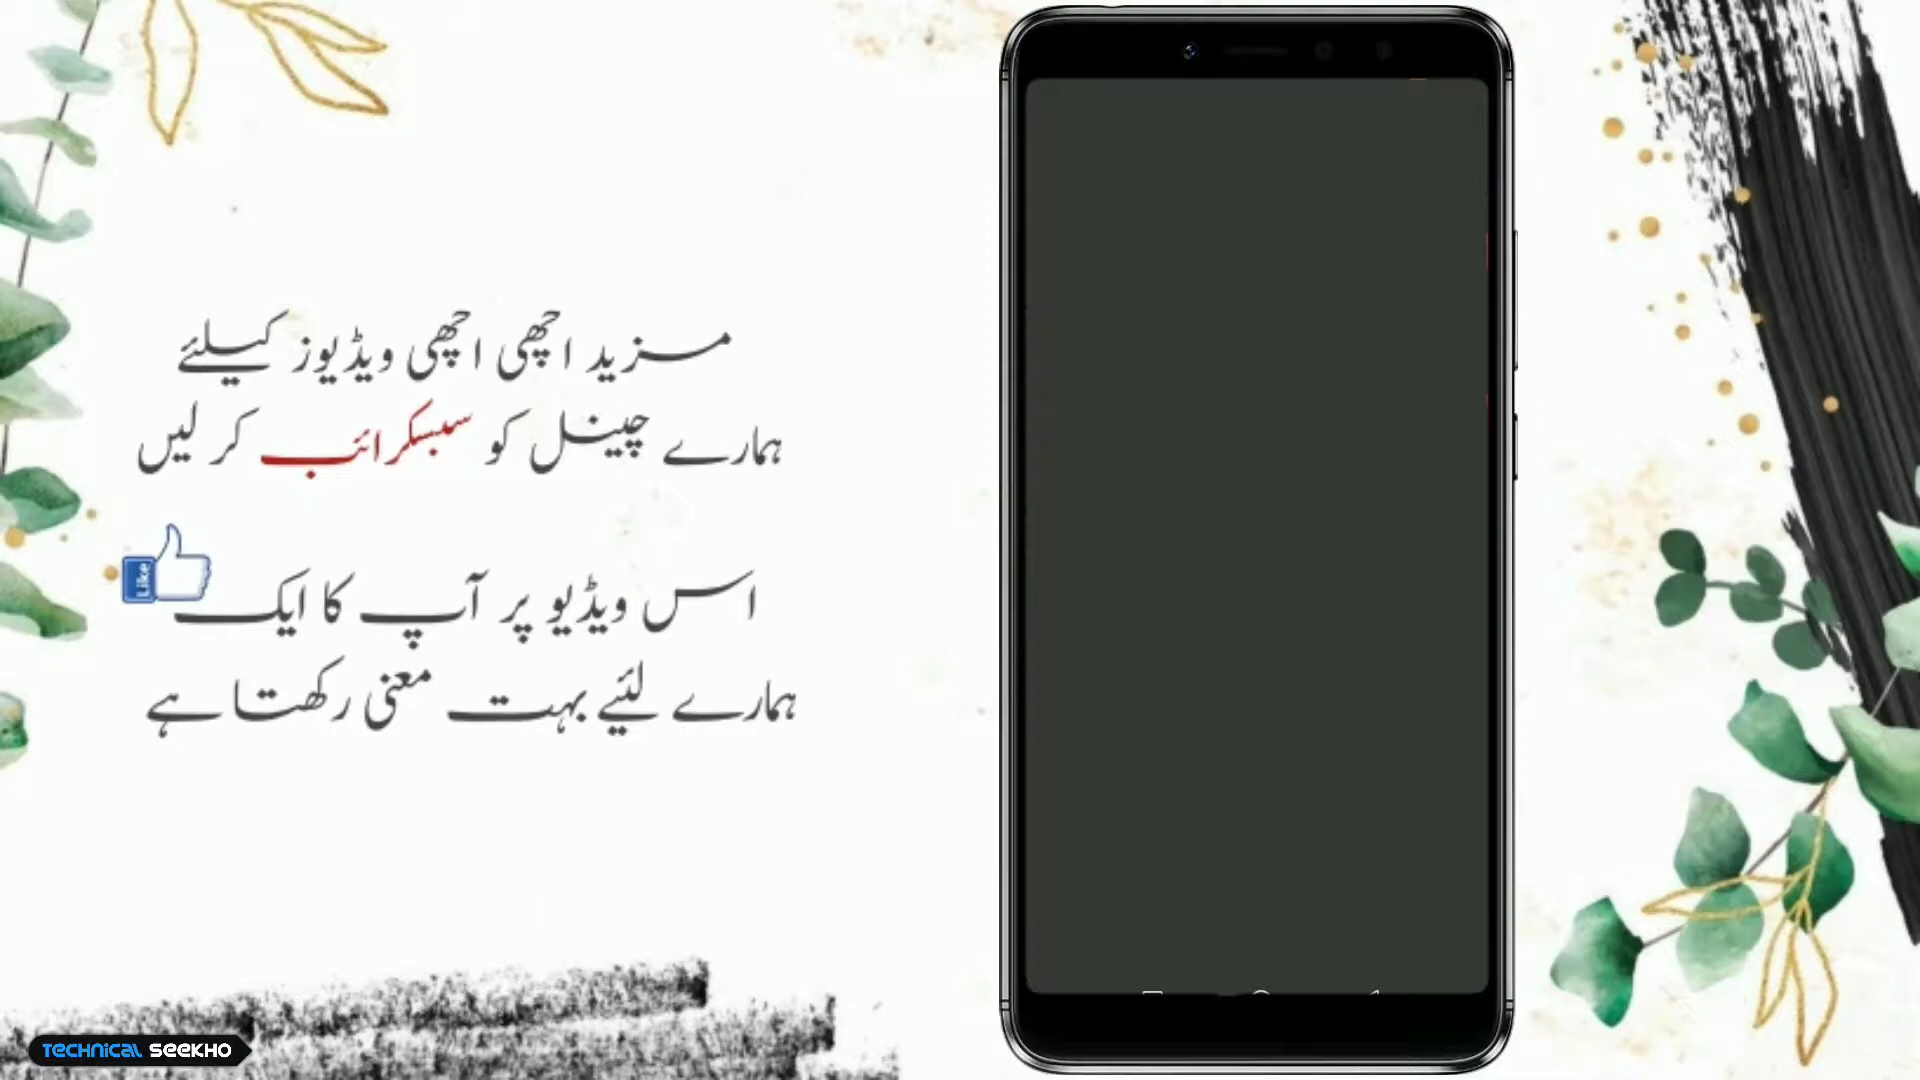 مزید اچھی اچھی ویڈیوز کیلئے
ہمارے چینل کو سبسکرائب کر لیں
اس ویڈیو پر آپ کا ایک
Like
ہمارے لئیے بہت معنی رکھتا ہے
TECHNICAL SEEKHO